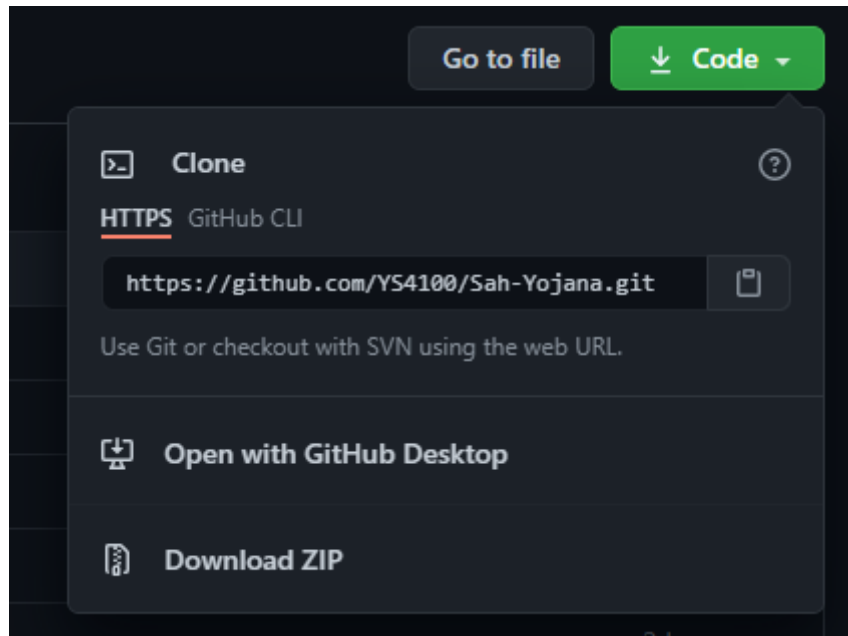 Go to file
Code
Clone
HTTPS GitHub CLI
https://github.com/YS4100/Sah-Yojana.git
Use Git or checkout with SVN using the web URL.
Open with GitHub Desktop
Download ZIP